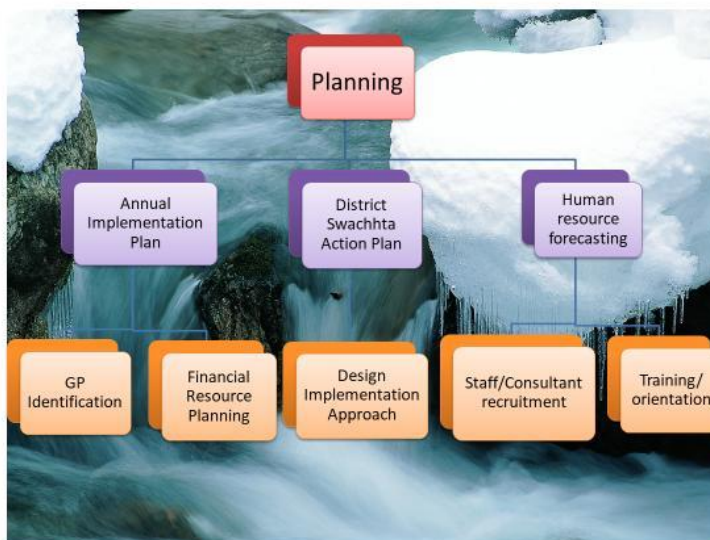 Planning
Annual
Implementation
Plan
District
Swachhta
Action Plan
Human
resource
forecasting
GP
Identification
Financial
Resource
Planning
Design
Implementation
Approach
Staff/Consultant
recruitment
Training/
orientation